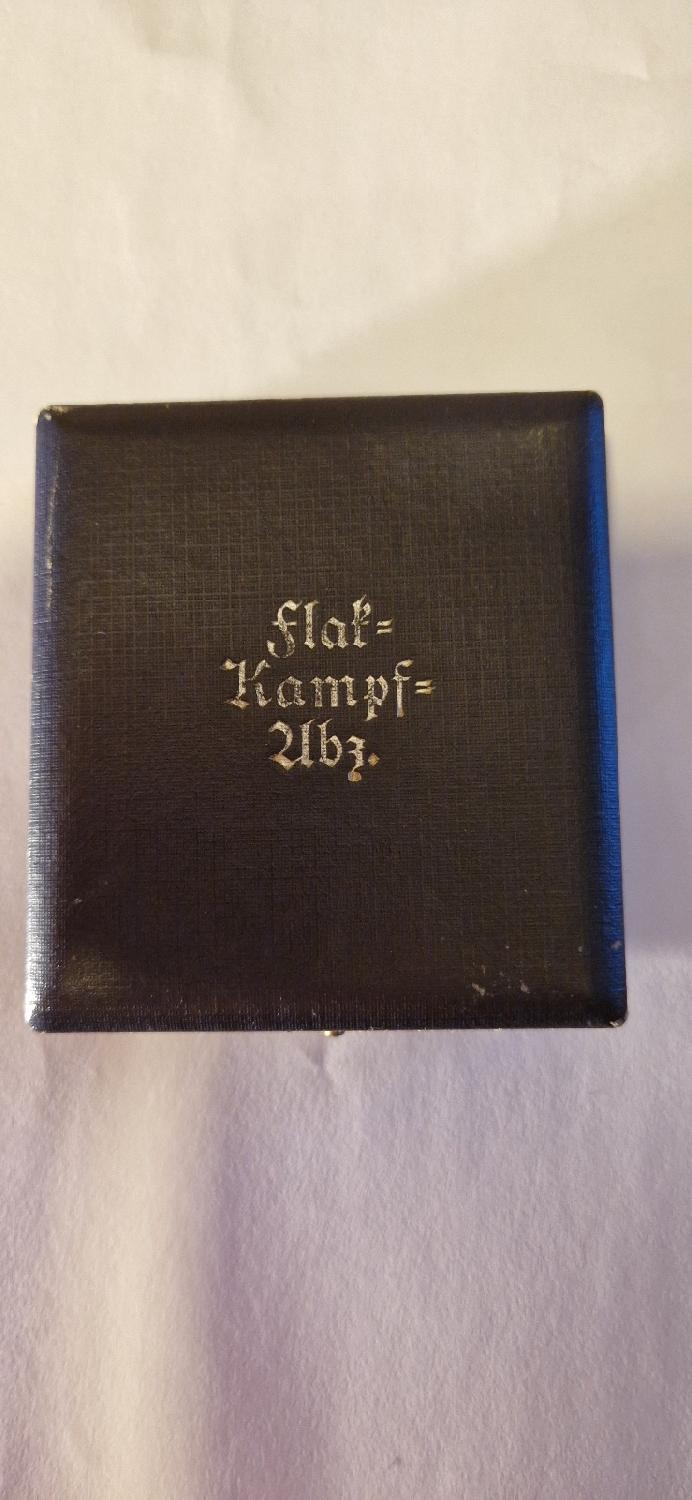 Flak=
Kampf=
Abz.